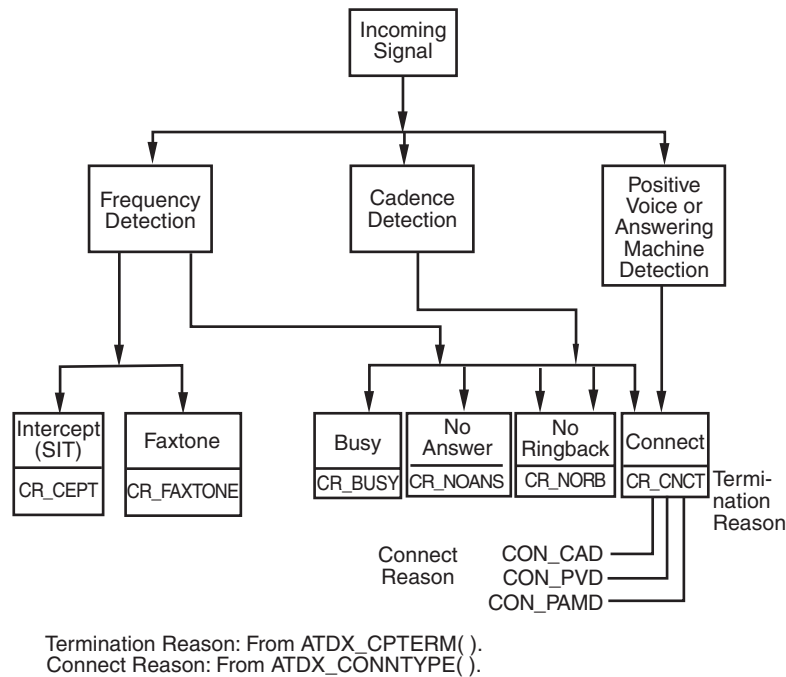 Incoming
Signal
Frequency
Detection
Cadence
Detection
Positive
Voice or
Answering
Machine
Detection
Intercept
(SIT)
CR_CEPT
Faxtone
CR_FAXTONE
Busy
CR_BUSY
No
Answer
CR_NOANS
No
Ringback
CR_NORB
Connect
CR_CNCT
Termi-
nation
Reason
Connect
Reason
CON_CAD
CON_PVD
CON_PAMD
Termination Reason: From ATDX_CPTERM( ).
Connect Reason: From ATDX_CONNTYPE( ).